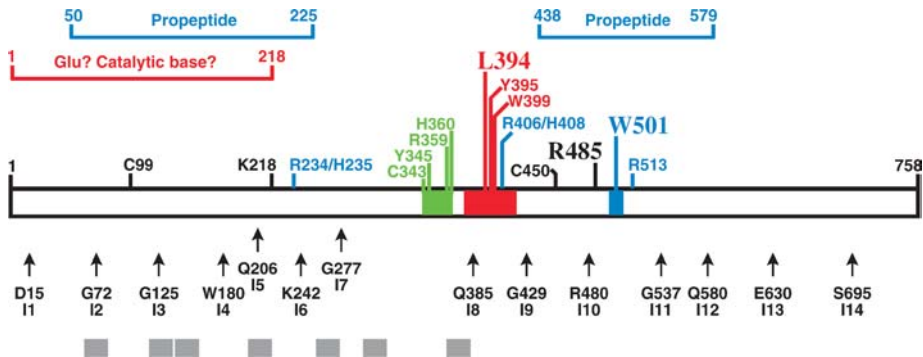 50 Propeptide 225
438 Propeptide 579
1 Glu? Catalytic base? 218
L394
Y395
W399
H360
R359
Y345
C343
R406/H408
W501
1
C99
K218
R234/H235
C450
R485
R513
758
D15
I1
G72
I2
G125
I3
W180
I4
Q206
I5
K242
I6
G277
I7
Q385
I8
G429
I9
R480
I10
G537
I11
Q580
I12
E630
I13
S695
I14